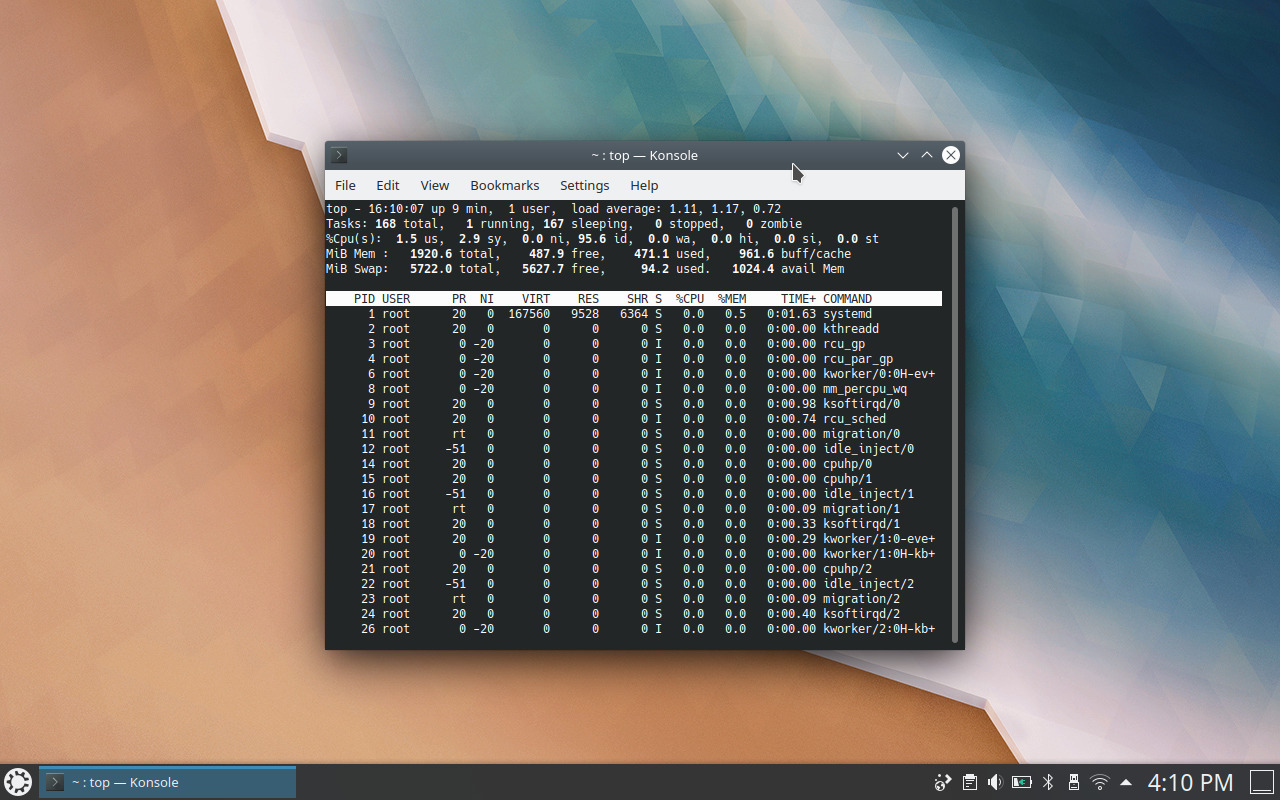 ~ : top — Konsole
File Edit View Bookmarks Settings Help
top - 16:10:07 up 9 min,  1 user,  load average: 1.11, 1.17, 0.72
Tasks: 168 total,   1 running, 167 sleeping,   0 stopped,   0 zombie
%Cpu(s):  1.5 us,  2.9 sy,  0.0 ni, 95.6 id,  0.0 wa,  0.0 hi,  0.0 si,  0.0 st
MiB Mem :   1920.6 total,    487.9 free,    471.1 used,    961.6 buff/cache
MiB Swap:   5722.0 total,   5627.7 free,     94.2 used.   1024.4 avail Mem
PID USER      PR  NI    VIRT    RES    SHR S  %CPU  %MEM     TIME+ COMMAND
1 root      20   0  167560   9528   6364 S   0.0   0.5   0:01.63 systemd
2 root      20   0       0      0      0 S   0.0   0.0   0:00.00 kthreadd
3 root       0 -20       0      0      0 I   0.0   0.0   0:00.00 rcu_gp
4 root       0 -20       0      0      0 I   0.0   0.0   0:00.00 rcu_par_gp
6 root       0 -20       0      0      0 I   0.0   0.0   0:00.00 kworker/0:0H-ev+
8 root       0 -20       0      0      0 I   0.0   0.0   0:00.00 mm_percpu_wq
9 root      20   0       0      0      0 S   0.0   0.0   0:00.98 ksoftirqd/0
10 root      20   0       0      0      0 I   0.0   0.0   0:00.74 rcu_sched
11 root      rt   0       0      0      0 S   0.0   0.0   0:00.00 migration/0
12 root     -51   0       0      0      0 S   0.0   0.0   0:00.00 idle_inject/0
14 root      20   0       0      0      0 S   0.0   0.0   0:00.00 cpuhp/0
15 root      20   0       0      0      0 S   0.0   0.0   0:00.00 cpuhp/1
16 root     -51   0       0      0      0 S   0.0   0.0   0:00.00 idle_inject/1
17 root      rt   0       0      0      0 S   0.0   0.0   0:00.09 migration/1
18 root      20   0       0      0      0 S   0.0   0.0   0:00.33 ksoftirqd/1
19 root      20   0       0      0      0 I   0.0   0.0   0:00.29 kworker/1:0-eve+
20 root       0 -20       0      0      0 I   0.0   0.0   0:00.00 kworker/1:0H-kb+
21 root      20   0       0      0      0 S   0.0   0.0   0:00.00 cpuhp/2
22 root     -51   0       0      0      0 S   0.0   0.0   0:00.00 idle_inject/2
23 root      rt   0       0      0      0 S   0.0   0.0   0:00.09 migration/2
24 root      20   0       0      0      0 S   0.0   0.0   0:00.40 ksoftirqd/2
26 root       0 -20       0      0      0 I   0.0   0.0   0:00.00 kworker/2:0H-kb+
~ : top — Konsole
4:10 PM